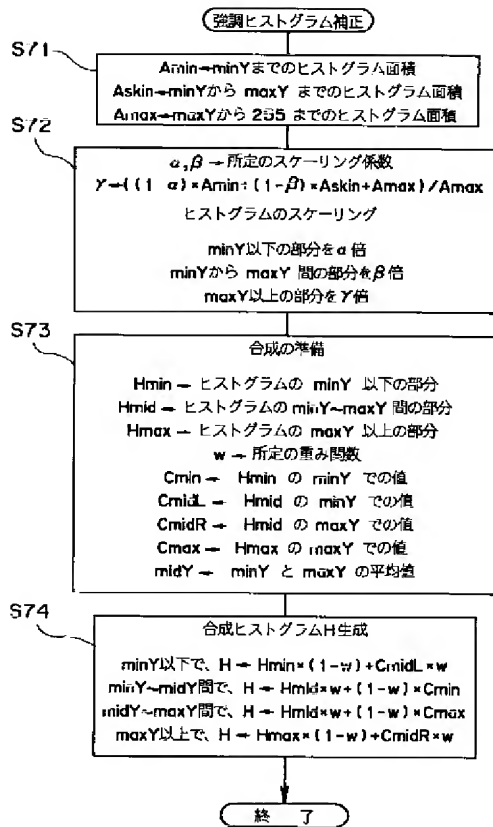 強調ヒストグラム補正
S71
Amin←minYまでのヒストグラム面積
Askin←minYから maxY までのヒストグラム面積
Amax←maxYから 255 までのヒストグラム面積
S72
α,β ← 所定のスケーリング係数
γ←((1-α)×Amin+(1-β)×Askin+Amax)/Amax
ヒストグラムのスケーリング
minY以下の部分をα倍
minYから maxY 間の部分をβ倍
maxY以上の部分をγ倍
S73
合成の準備
Hmin ← ヒストグラムの minY 以下の部分
Hmid ← ヒストグラムの minY~maxY 間の部分
Hmax ← ヒストグラムの maxY 以上の部分
w ← 所定の重み関数
Cmin ← Hmin の minY での値
CmidL ← Hmid の minY での値
CmidR ← Hmid の maxY での値
Cmax ← Hmax の maxY での値
midY ← minY と maxY の平均値
S74
合成ヒストグラムH生成
minY以下で、H ← Hmin×(1-w)+CmidL×w
minY~midY間で、H ← Hmid×w+(1-w)×Cmin
midY~maxY間で、H ← Hmid×w+(1-w)×Cmax
maxY以上で、H ← Hmax×(1-w)+CmidR×w
終 了